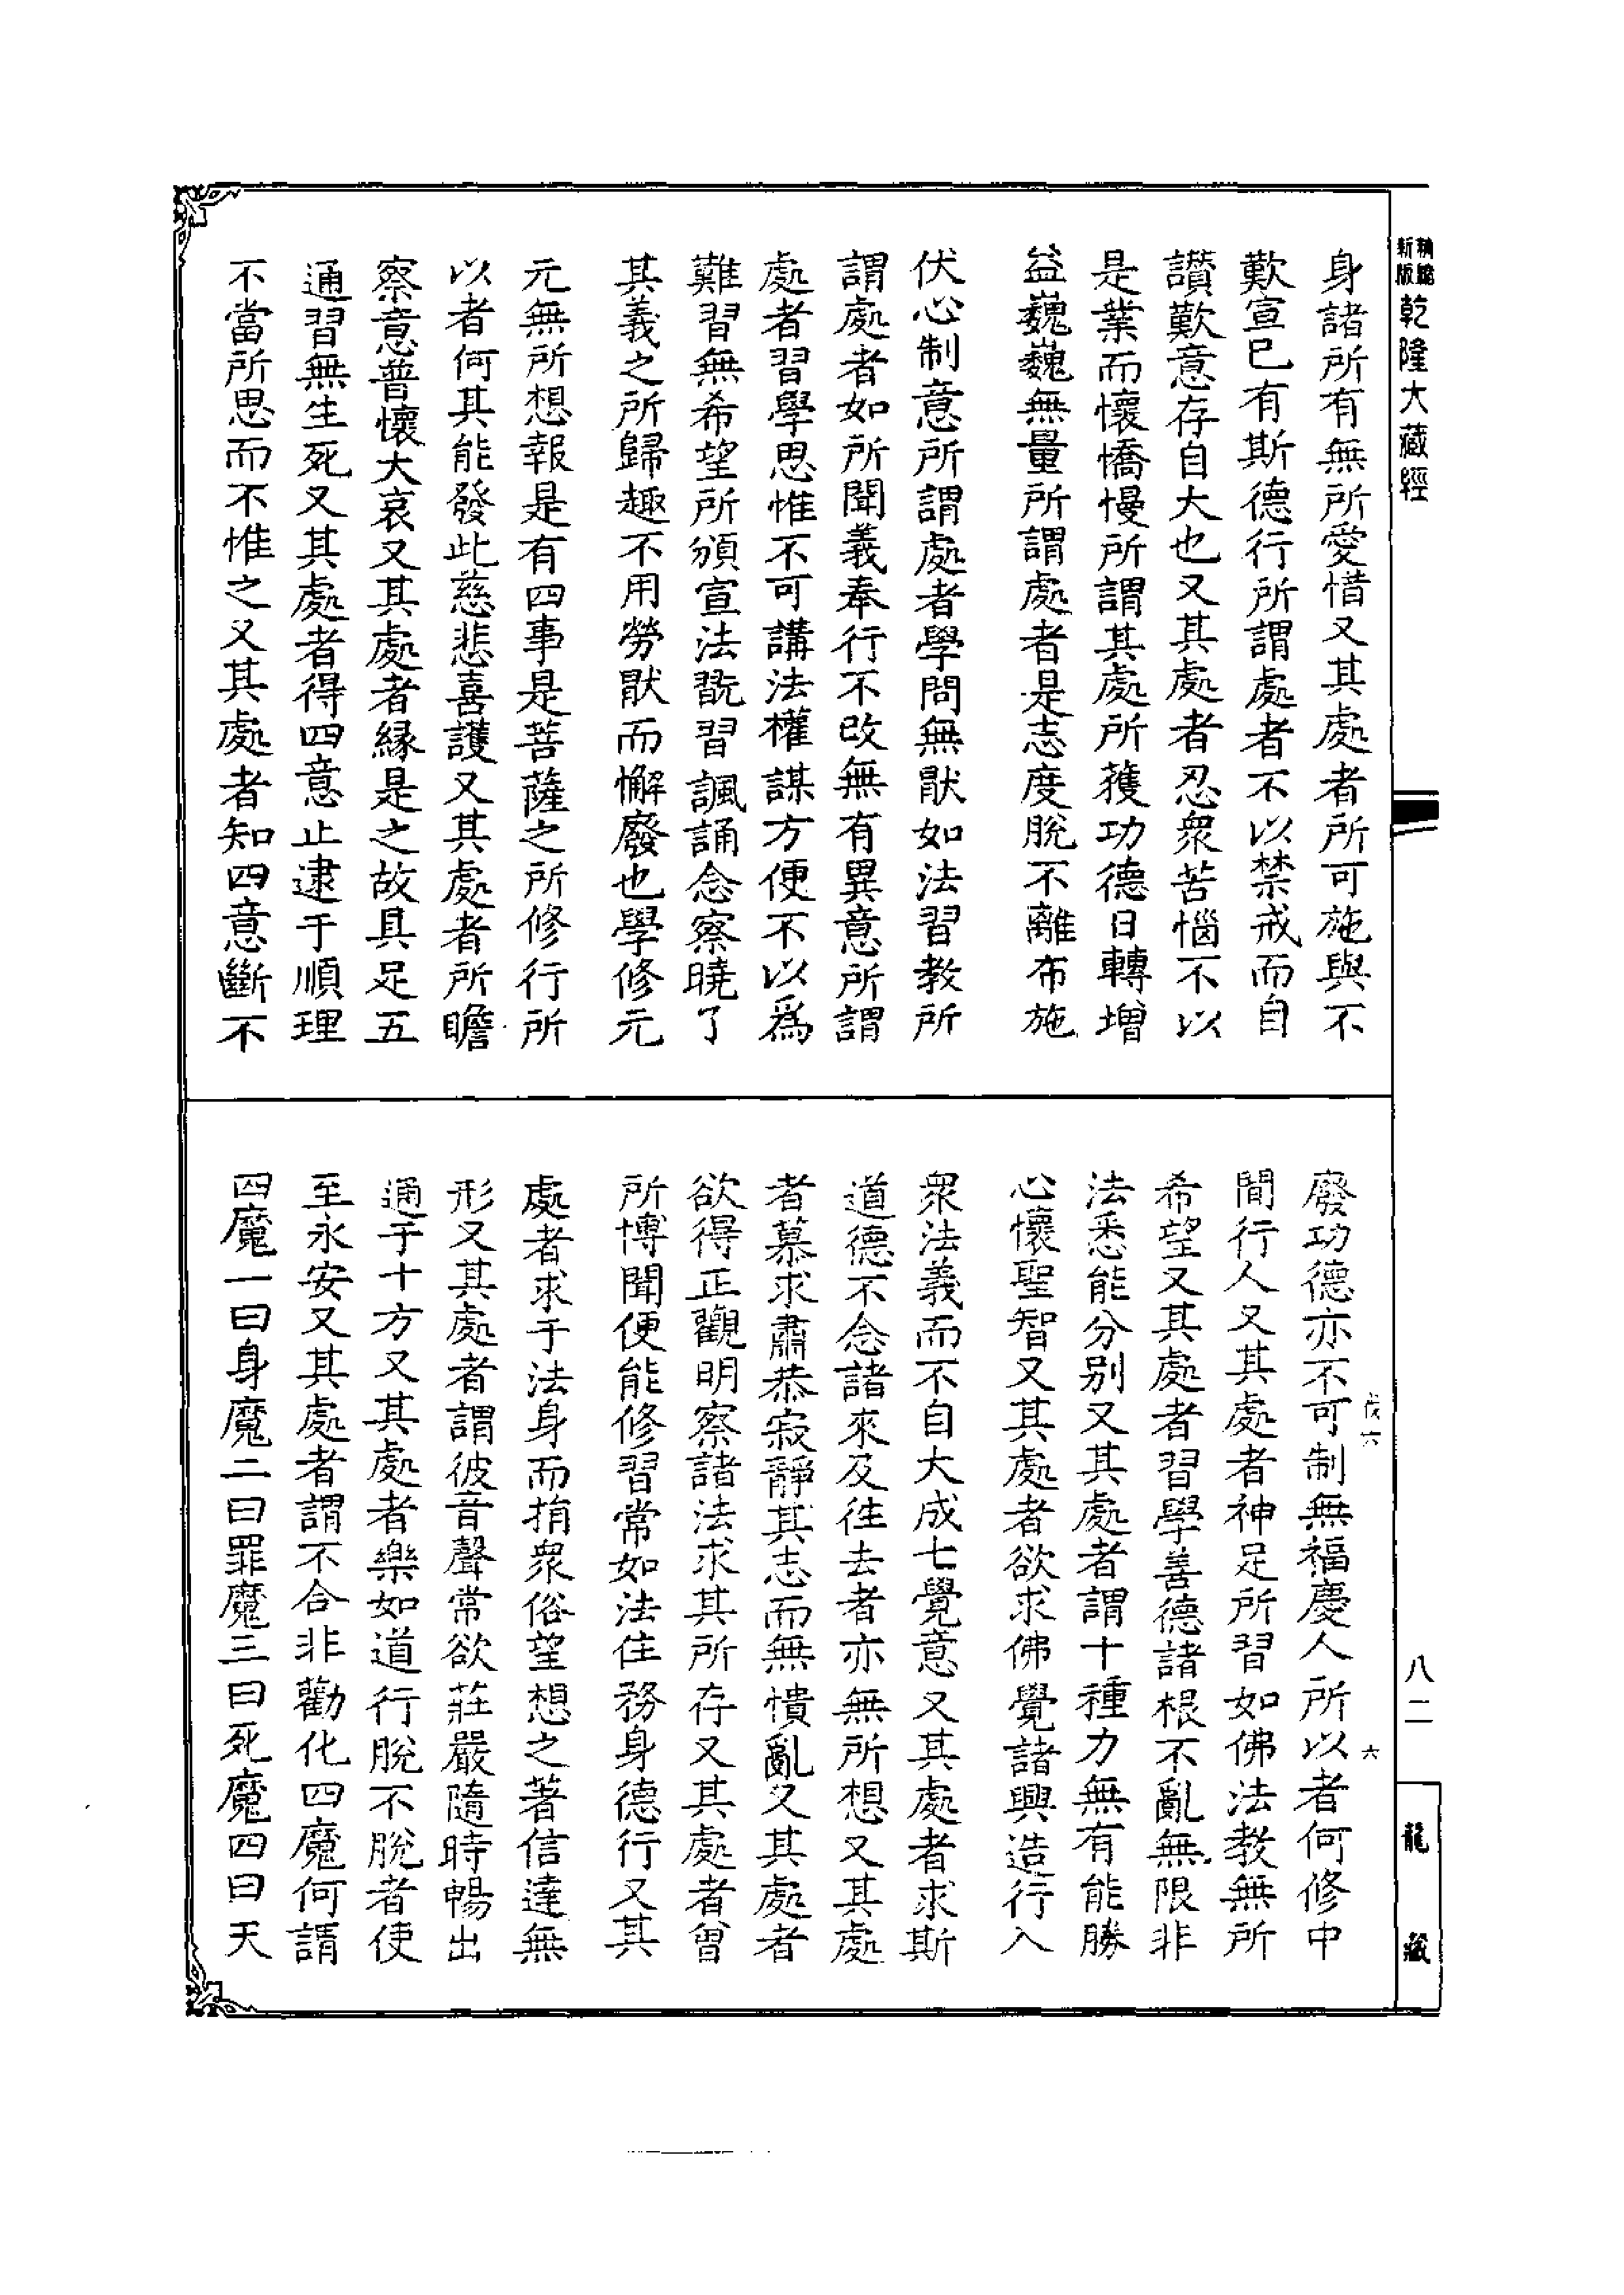 新版精縮乾隆大藏經
身諸所有無所愛惜又其處者所可施與不
歎宣已有斯德行所謂處者不以禁戒而自
讚歎意存自大也又其處者忍衆苦惱不以
是業而懷憍慢所謂其處所獲功德日轉增
益巍巍無量所謂處者是志度脫不離布施
伏心制意所謂處者學問無猒如法習教所
謂處者如所聞義奉行不改無有異意所謂
處者習學思惟不可講法權謀方便不以爲
難習無希望所頒宣法既習諷誦念察曉了
其義之所歸趣不用勞猒而懈廢也學修元
元無所想報是有四事是菩薩之所修行所
以者何其能發此慈悲喜護又其處者所瞻
察意普懷大哀又其處者緣是之故具足五
通習無生死又其處者得四意止逮于順理
不當所思而不惟之又其處者知四意斷不
廢功德亦不可制無福慶人所以者何修中
間行人又其處者神足所習如佛法教無所
希望又其處者習學善德諸根不亂無限非
法悉能分别又其處者謂十種力無有能勝
心懷聖智又其處者欲求佛覺諸興造行入
衆法義而不自大成七覺意又其處者求斯
道德不念諸來及往去者亦無所想又其處
者慕求肅恭寂靜其志而無憒亂又其處者
欲得正觀明察諸法求其所存又其處者曾
所博聞便能修習常如法住務身德行又其
處者求于法身而捐衆俗望想之著信達無
形又其處者謂彼音聲常欲莊嚴隨時暢出
通于十方又其處者樂如道行脫不脫者使
至永安又其處者謂不合非勸化四魔何謂
四魔一曰身魔二曰罪魔三曰死魔四曰天
六
八二
龍藏